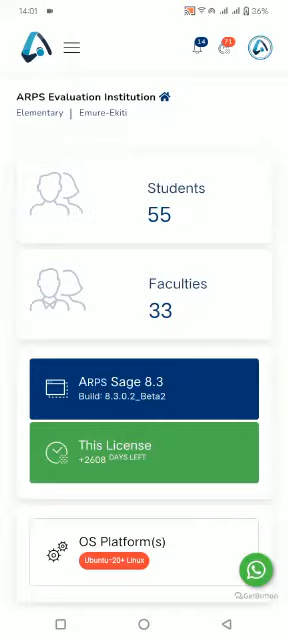 14:01
36%
14
71
ARPS Evaluation Institution
Elementary | Emure-Ekiti
Students
55
Faculties
33
ARPS Sage 8.3
Build: 8.3.0.2_Beta2
This License
+2608 DAYS LEFT
OS Platform(s)
Ubuntu-20+ Linux
GetButton